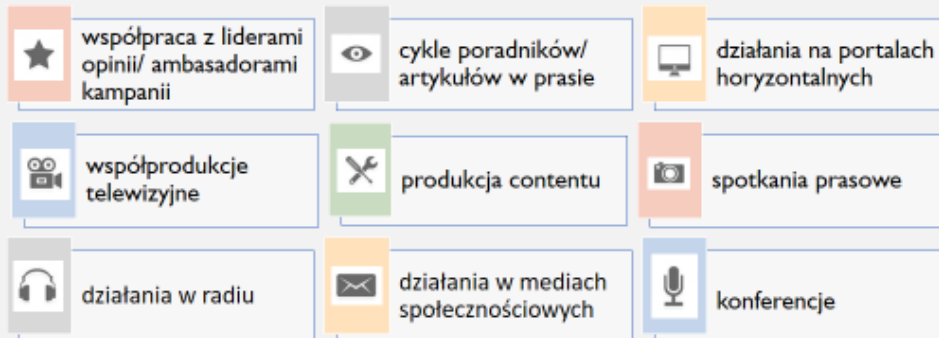 współpraca z liderami
opinii/ ambasadorami
kampanii
cykle poradników/
artykułów w prasie
działania na portalach
horyzontalnych
współprodukcje
telewizyjne
produkcja contentu
spotkania prasowe
działania w radiu
działania w mediach
społecznościowych
konferencje